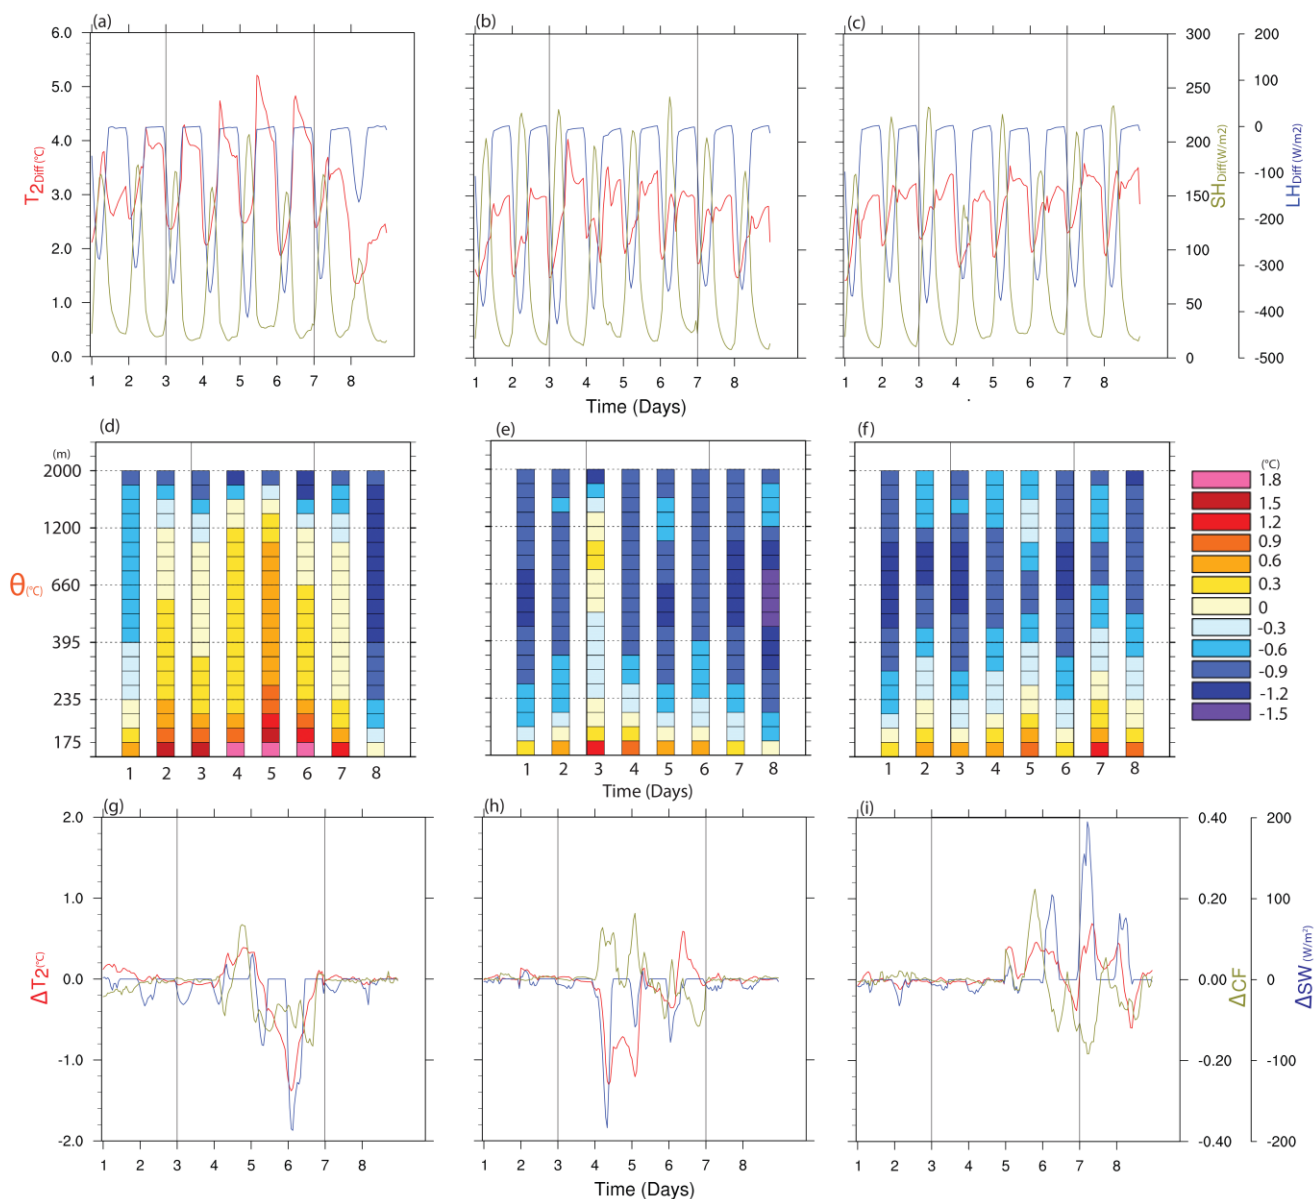 (a)
(b)
(c)
6.0
5.0
4.0
3.0
2.0
1.0
0.0
T2Diff (°C)
300
250
200
150
100
50
0
SHDiff(W/m2)
200
100
0
-100
-200
-300
-400
-500
LHDiff (W/m2)
1 2 3 4 5 6 7 8
1 2 3 4 5 6 7 8
1 2 3 4 5 6 7 8
Time (Days)
(d)
(e)
(f)
(m)
2000
1200
660
395
235
175
θ(°C)
(°C)
1.8
1.5
1.2
0.9
0.6
0.3
0
-0.3
-0.6
-0.9
-1.2
-1.5
1 2 3 4 5 6 7 8
1 2 3 4 5 6 7 8
1 2 3 4 5 6 7 8
Time (Days)
(g)
(h)
(i)
2.0
1.0
0.0
-1.0
-2.0
ΔT2(°C)
0.40
0.20
0.00
-0.20
-0.40
ΔCF
200
100
0
-100
-200
ΔSW (W/m²)
1 2 3 4 5 6 7 8
1 2 3 4 5 6 7 8
1 2 3 4 5 6 7 8
Time (Days)